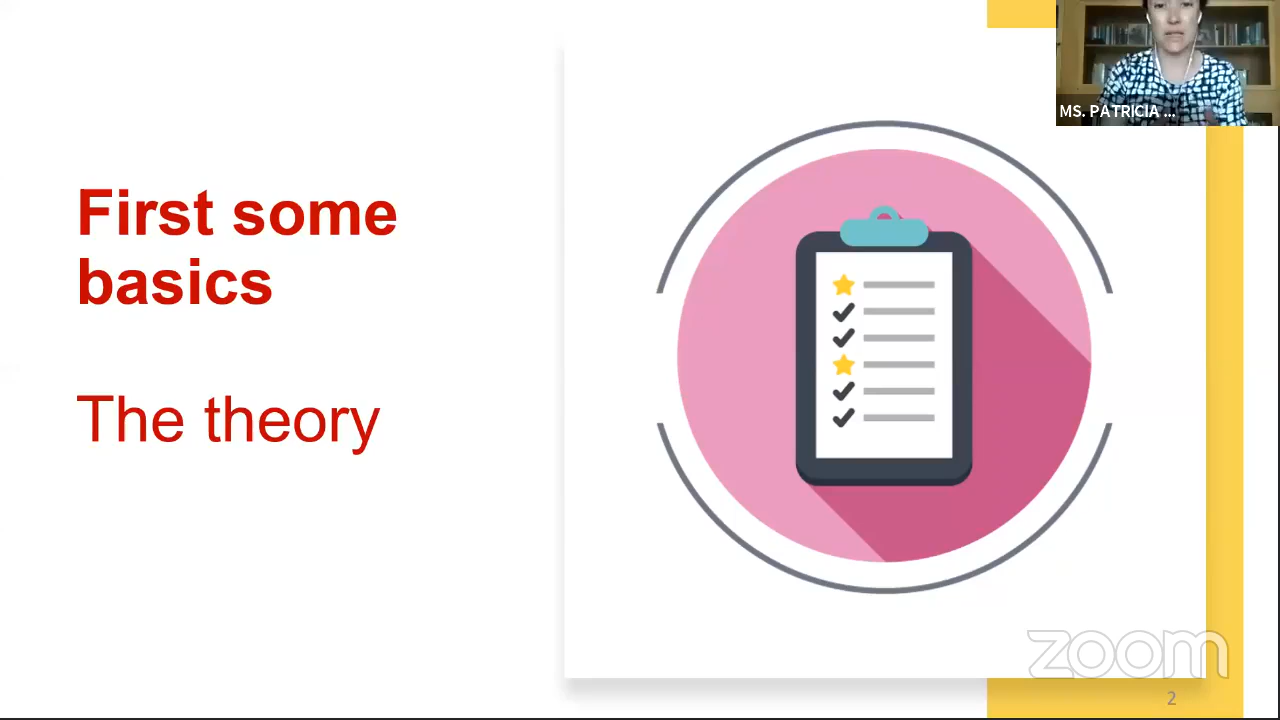 MS. PATRICIA ...
First some
basics
The theory
zoom
2